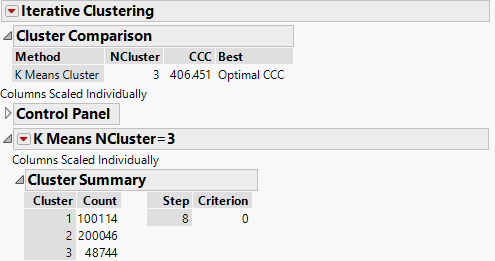 Iterative Clustering
Cluster Comparison
Method NCluster CCC Best
K Means Cluster 3 406.451 Optimal CCC
Columns Scaled Individually
Control Panel
K Means NCluster=3
Columns Scaled Individually
Cluster Summary
Cluster Count Step Criterion
1 100114 8 0
2 200046
3 48744